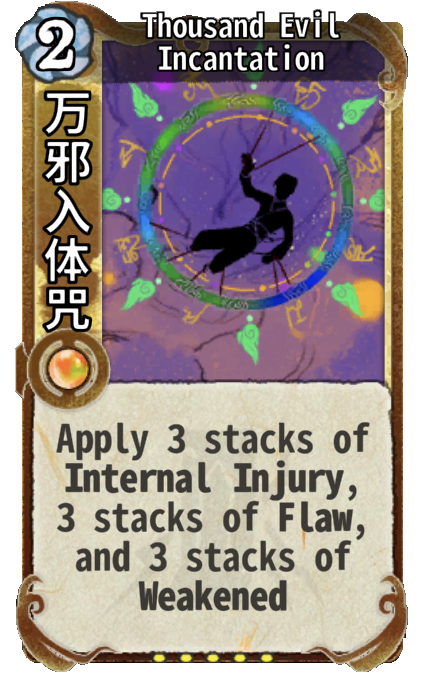 2
Thousand Evil
Incantation
万邪入体咒
Apply 3 stacks of
Internal Injury,
3 stacks of Flaw,
and 3 stacks of
Weakened